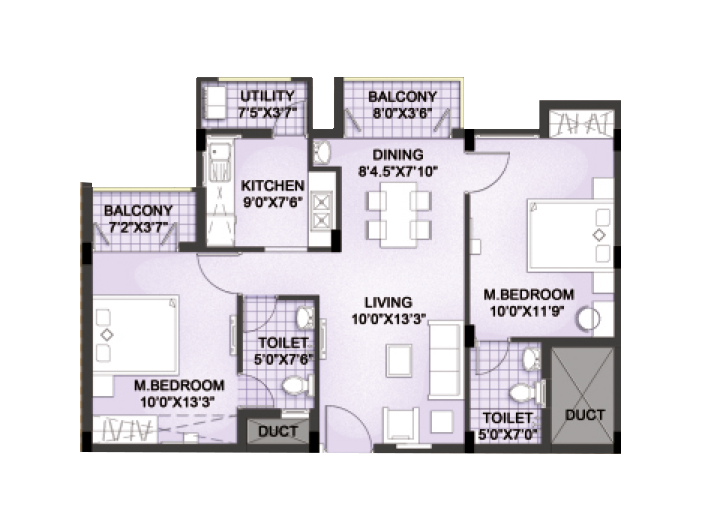 UTILITY
7'5"X3'7"
BALCONY
8'0"X3'6"
DINING
8'4.5"X7'10"
KITCHEN
9'0"X7'6"
BALCONY
7'2"X3'7"
M.BEDROOM
10'0"X11'9"
LIVING
10'0"X13'3"
TOILET
5'0"X7'6"
M.BEDROOM
10'0"X13'3"
TOILET
5'0"X7'0"
DUCT
DUCT